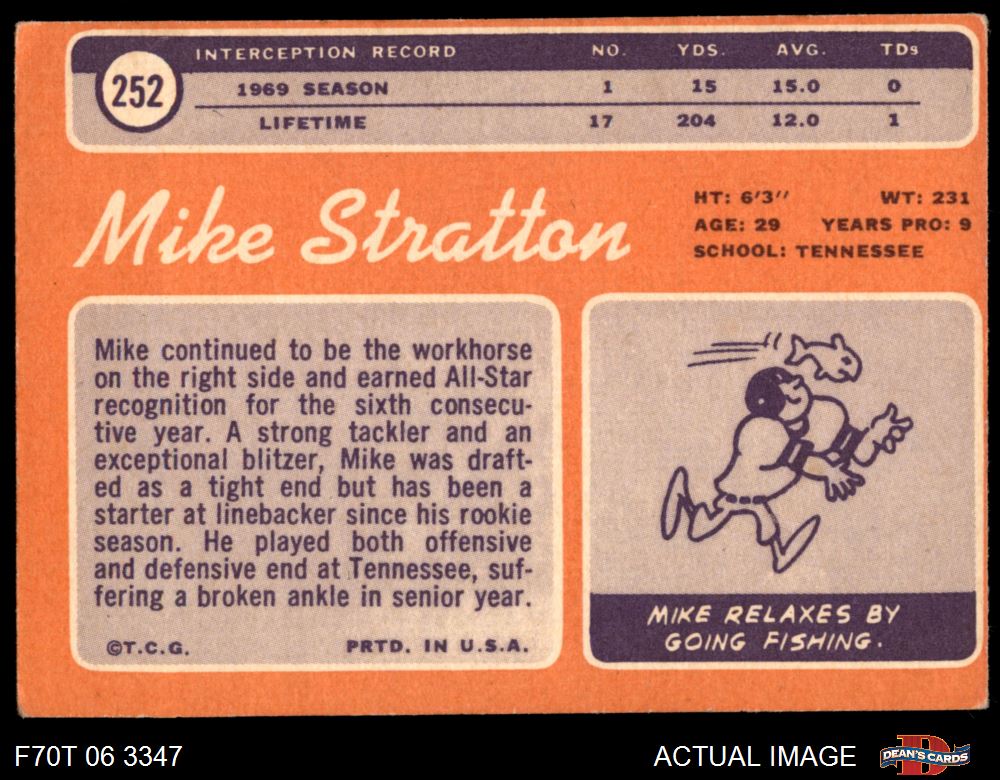 252
INTERCEPTION RECORD NO. YDS. AVG. TDs
1969 SEASON 1 15 15.0 0
LIFETIME 17 204 12.0 1
Mike Stratton
HT: 6'3'' WT: 231
AGE: 29 YEARS PRO: 9
SCHOOL: TENNESSEE
Mike continued to be the workhorse
on the right side and earned All-Star
recognition for the sixth consecu-
tive year. A strong tackler and an
exceptional blitzer, Mike was draft-
ed as a tight end but has been a
starter at linebacker since his rookie
season. He played both offensive
and defensive end at Tennessee, suf-
fering a broken ankle in senior year.
©T.C.G. PRTD. IN U.S.A.
MIKE RELAXES BY
GOING FISHING.
F70T 06 3347 ACTUAL IMAGE DEAN'S CARDS